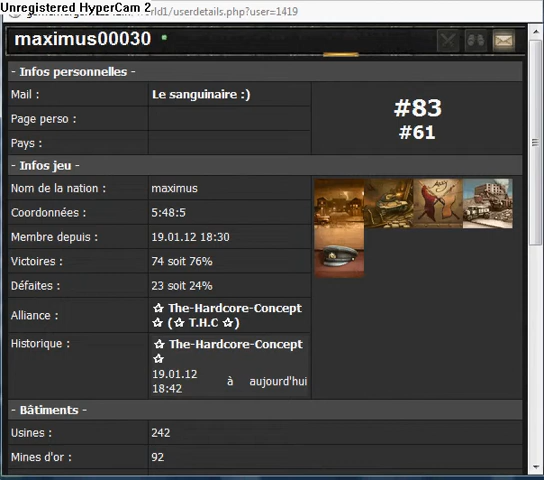 Unregistered HyperCam 2
world1/userdetails.php?user=1419
maximus00030
- Infos personnelles -
Mail : Le sanguinaire :)
#83
#61
Page perso :
Pays :
- Infos jeu -
Nom de la nation : maximus
Coordonnées : 5:48:5
Membre depuis : 19.01.12 18:30
Victoires : 74 soit 76%
Défaites : 23 soit 24%
Alliance : ✰ The-Hardcore-Concept
✰ (✰ T.H.C ✰)
Historique : ✰ The-Hardcore-Concept
✰
19.01.12 18:42 à aujourd'hui
- Bâtiments -
Usines : 242
Mines d'or : 92